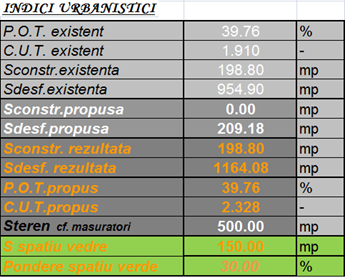 INDICI URBANISTICI
P.O.T. existent 39.76 %
C.U.T. existent 1.910 -
Sconstr.existenta 198.80 mp
Sdesf.existenta 954.90 mp
Sconstr.propusa 0.00 mp
Sdesf.propusa 209.18 mp
Sconstr. rezultata 198.80 mp
Sdesf. rezultata 1164.08 mp
P.O.T.propus 39.76 %
C.U.T.propus 2.328 -
Steren cf. masuratori 500.00 mp
S spatiu vedre 150.00 mp
Pondere spatiu verde 30.00 %